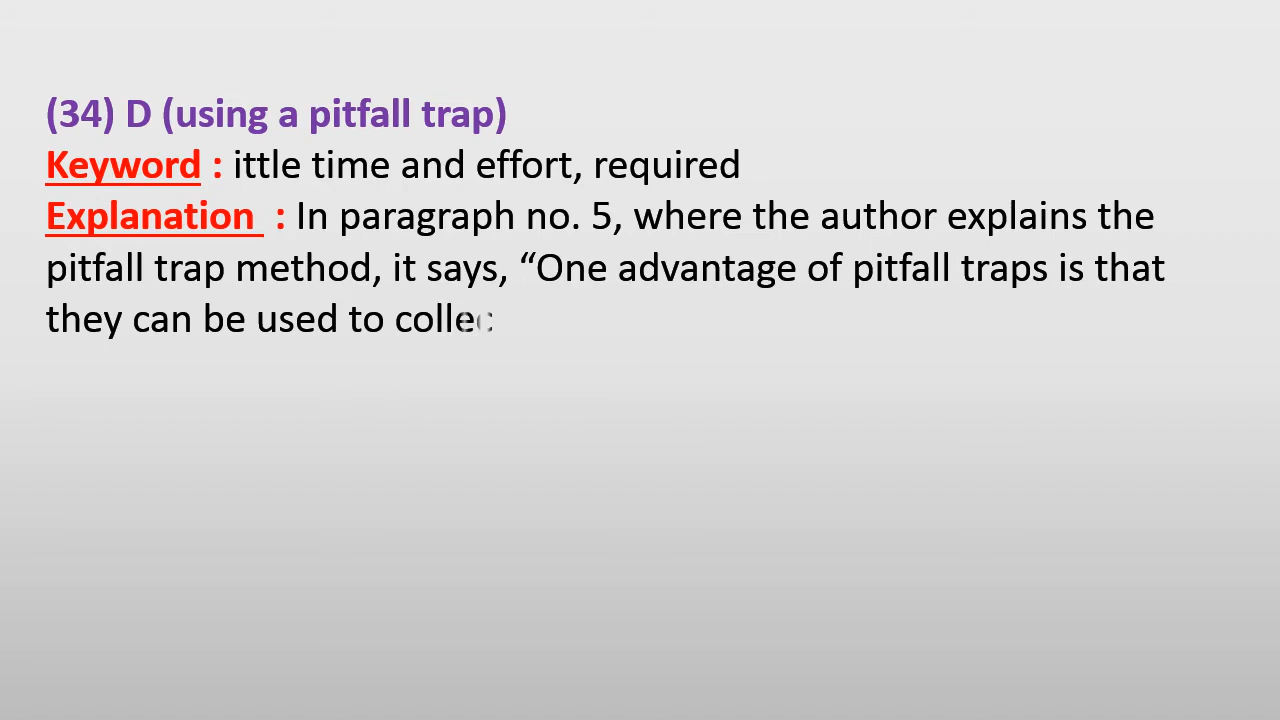 (34) D (using a pitfall trap)
Keyword : ittle time and effort, required
Explanation : In paragraph no. 5, where the author explains the
pitfall trap method, it says, “One advantage of pitfall traps is that
they can be used to collec